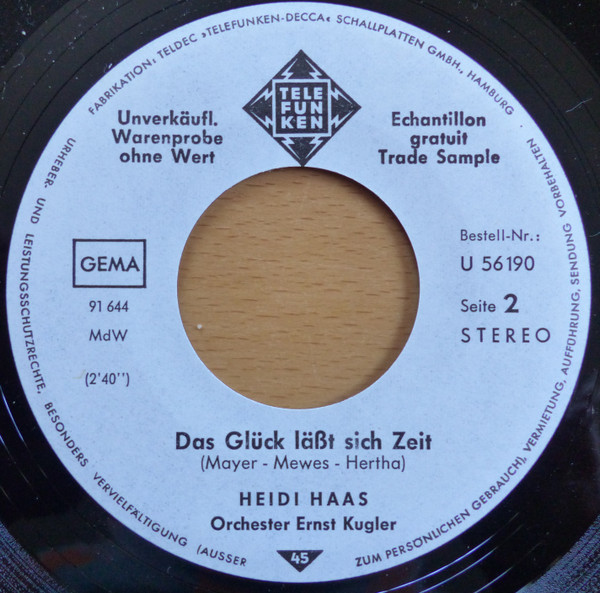 FABRIKATION: TELDEC »TELEFUNKEN-DECCA« SCHALLPLATTEN GMBH., HAMBURG
URHEBER- UND LEISTUNGSSCHUTZRECHTE, BESONDERS VERVIELFÄLTIGUNG (AUSSER ZUM PERSÖNLICHEN GEBRAUCH), VERMIETUNG, AUFFÜHRUNG, SENDUNG VORBEHALTEN
TELE
FUN
KEN
Unverkäufl.
Warenprobe
ohne Wert
Echantillon
gratuit
Trade Sample
GEMA
91 644
MdW
(2'40'')
Bestell-Nr.:
U 56190
Seite 2
STEREO
Das Glück läßt sich Zeit
(Mayer - Mewes - Hertha)
HEIDI HAAS
Orchester Ernst Kugler
45